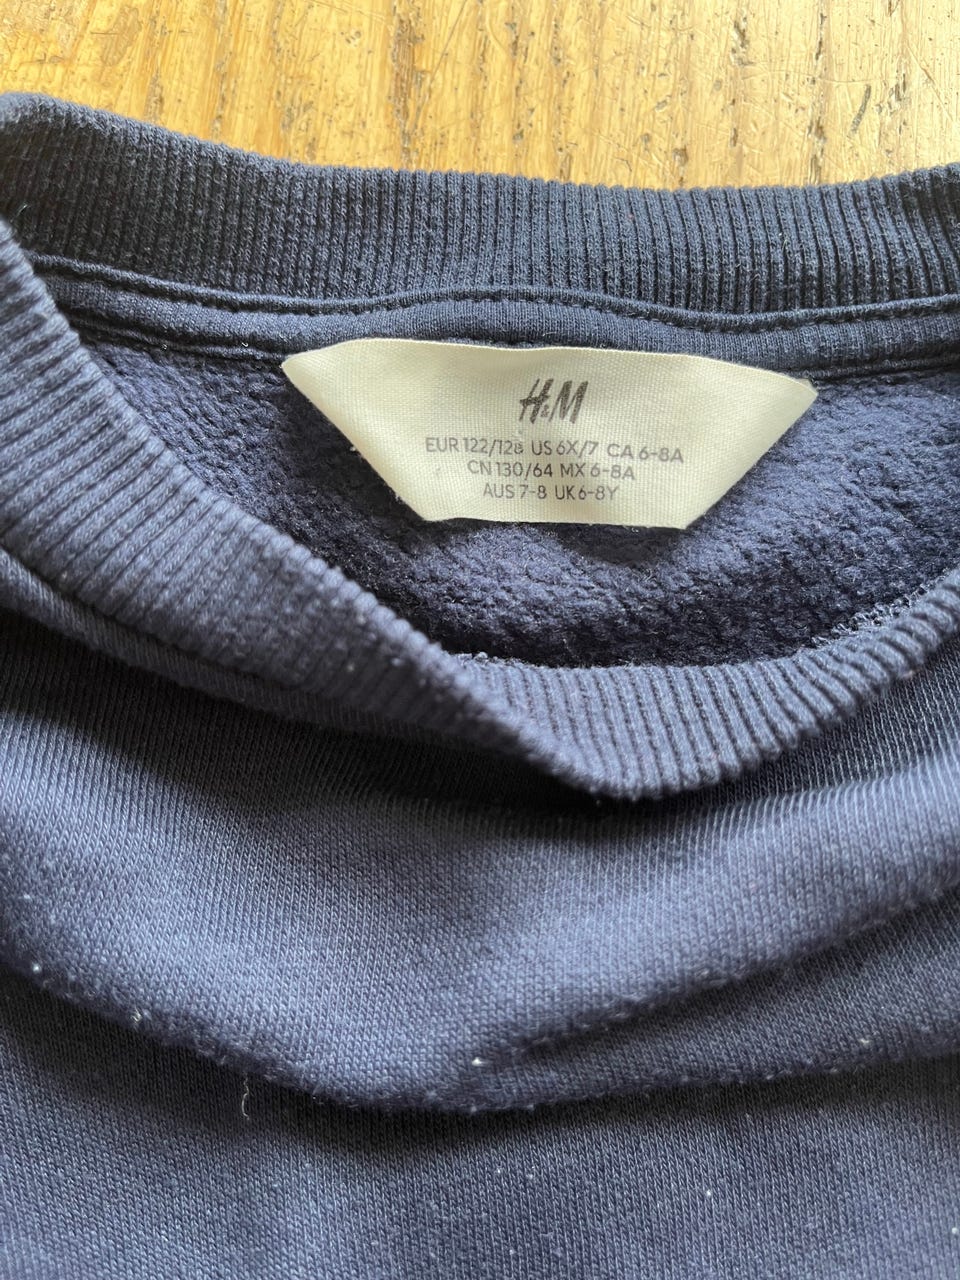 H&M
EUR 122/128 US 6X/7 CA 6-8A
CN 130/64 MX 6-8A
AUS 7-8 UK 6-8Y